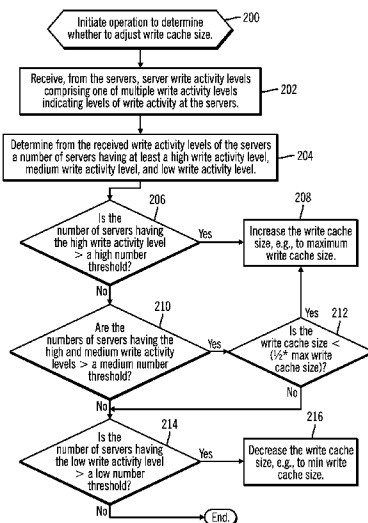 200
Initiate operation to determine
whether to adjust write cache size.
Receive, from the servers, server write activity levels
comprising one of multiple write activity levels
indicating levels of write activity at the servers.
202
Determine from the received write activity levels of the servers
a number of servers having at least a high write activity level,
medium write activity level, and low write activity level.
204
206
Is the
number of servers having
the high write activity level
> a high number
threshold?
Yes
No
208
Increase the write cache
size, e.g., to maximum
write cache size.
210
Are the
numbers of servers having the
high and medium write activity
levels > a medium number
threshold?
Yes
No
212
Is the
write cache size <
(½* max write
cache size)?
Yes
No
214
Is the
number of servers having
the low write activity level
> a low number
threshold?
Yes
No
216
Decrease the write cache
size, e.g., to min write
cache size.
End.